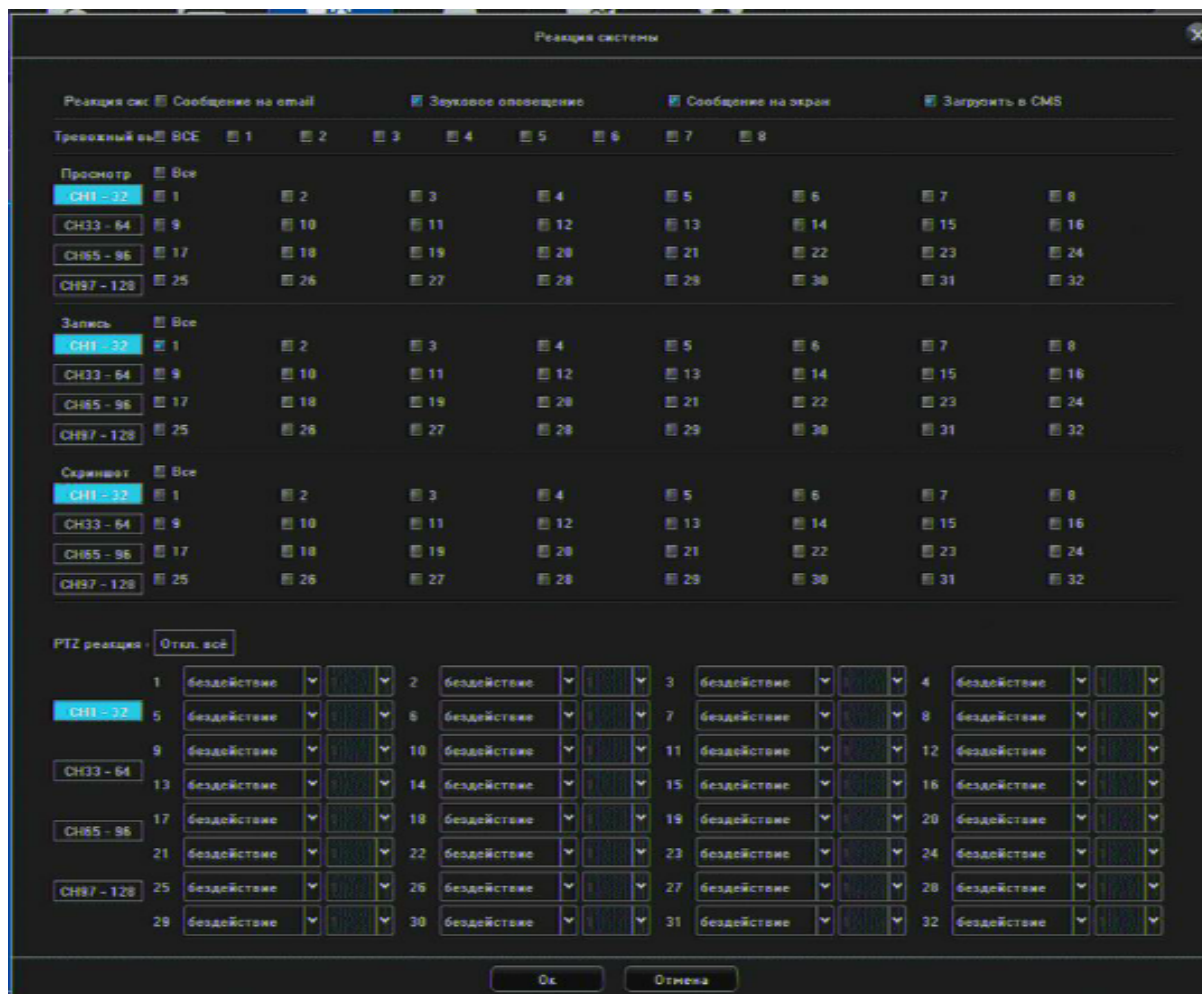 Реакция системы
Реакция сис Сообщение на email Звуковое оповещение Сообщение на экран Загрузить в CMS
Тревожный вы ВСЕ 1 2 3 4 5 6 7 8
Просмотр Все
CH1 - 32 1 2 3 4 5 6 7 8
CH33 - 64 9 10 11 12 13 14 15 16
CH65 - 96 17 18 19 20 21 22 23 24
CH97 - 128 25 26 27 28 29 30 31 32
Запись Все
CH1 - 32 1 2 3 4 5 6 7 8
CH33 - 64 9 10 11 12 13 14 15 16
CH65 - 96 17 18 19 20 21 22 23 24
CH97 - 128 25 26 27 28 29 30 31 32
Скриншот Все
CH1 - 32 1 2 3 4 5 6 7 8
CH33 - 64 9 10 11 12 13 14 15 16
CH65 - 96 17 18 19 20 21 22 23 24
CH97 - 128 25 26 27 28 29 30 31 32
PTZ реакция - Откл. всё
1 бездействие 2 бездействие 3 бездействие 4 бездействие
CH1 - 32 5 бездействие 6 бездействие 7 бездействие 8 бездействие
9 бездействие 10 бездействие 11 бездействие 12 бездействие
CH33 - 64 13 бездействие 14 бездействие 15 бездействие 16 бездействие
17 бездействие 18 бездействие 19 бездействие 20 бездействие
CH65 - 96 21 бездействие 22 бездействие 23 бездействие 24 бездействие
CH97 - 128 25 бездействие 26 бездействие 27 бездействие 28 бездействие
29 бездействие 30 бездействие 31 бездействие 32 бездействие
Ок Отмена